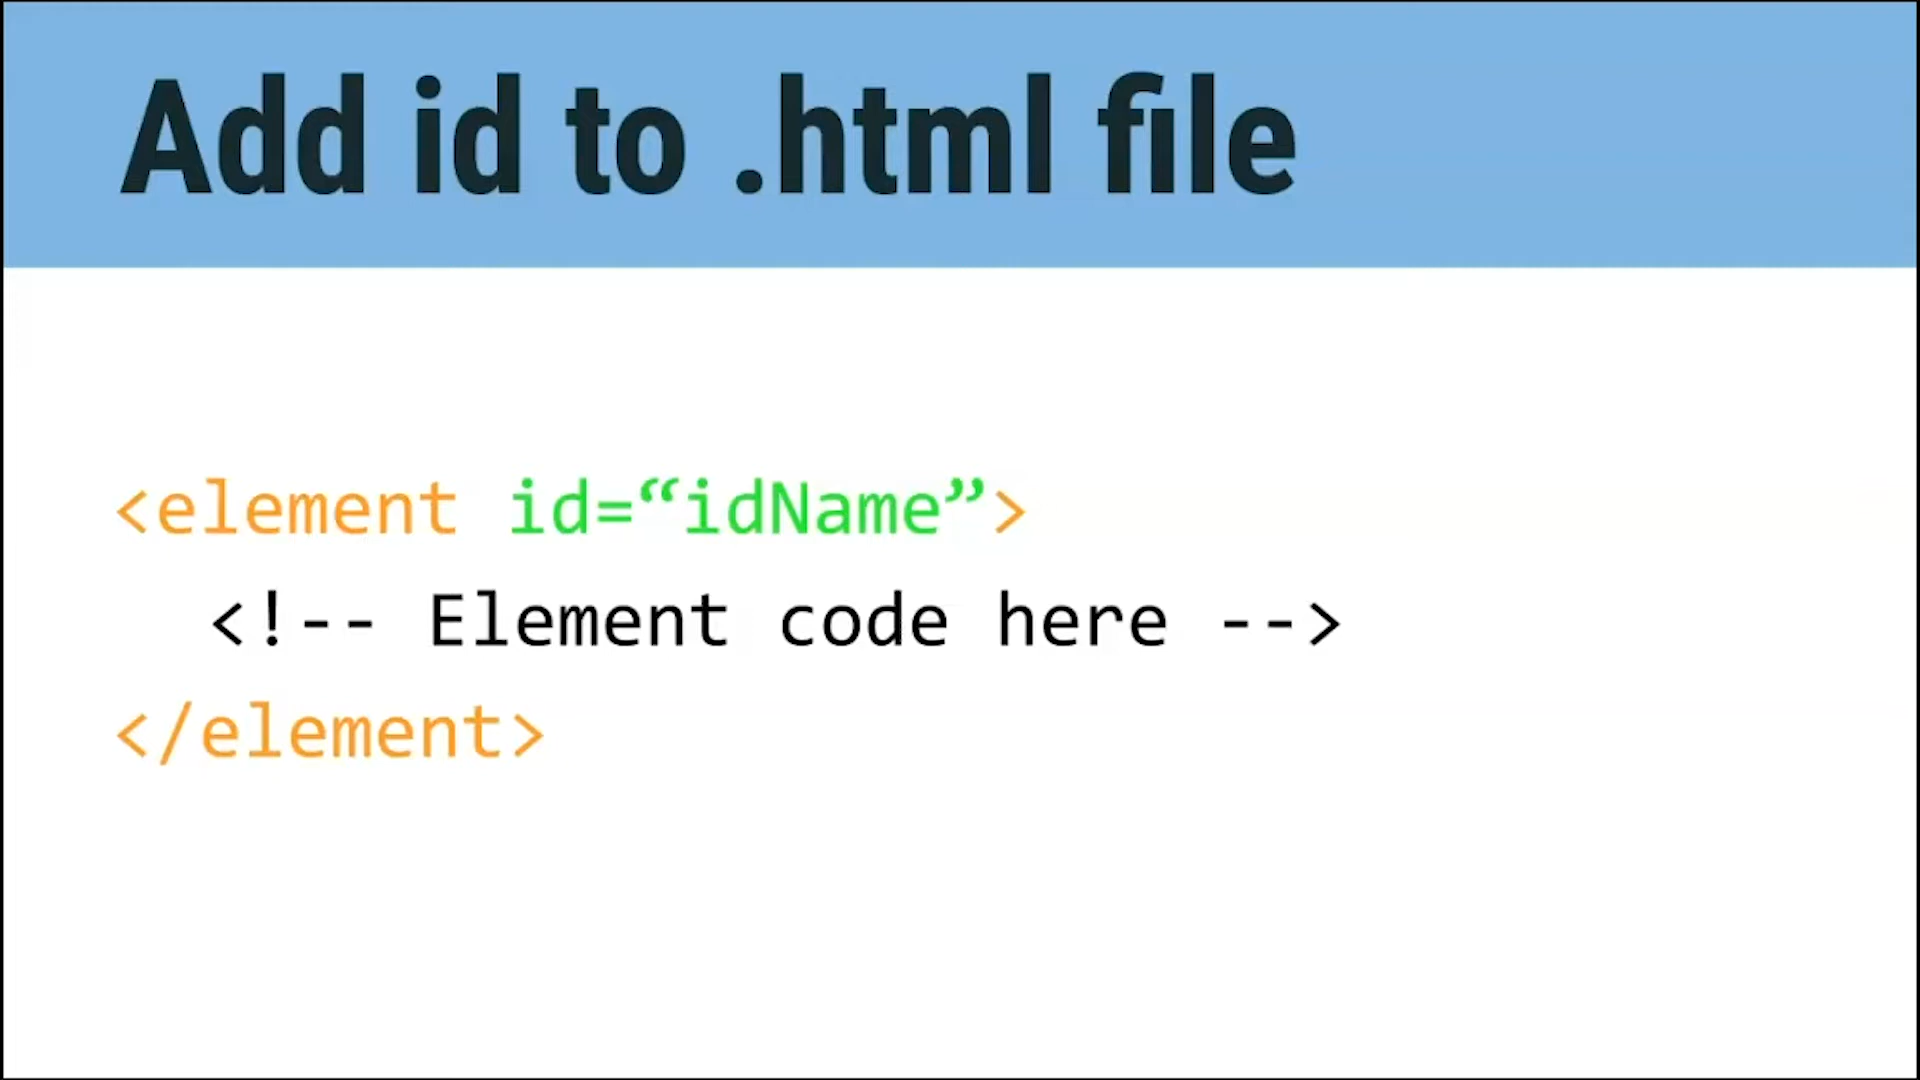 Add id to .html file
<element id=“idName”>
<!-- Element code here -->
</element>